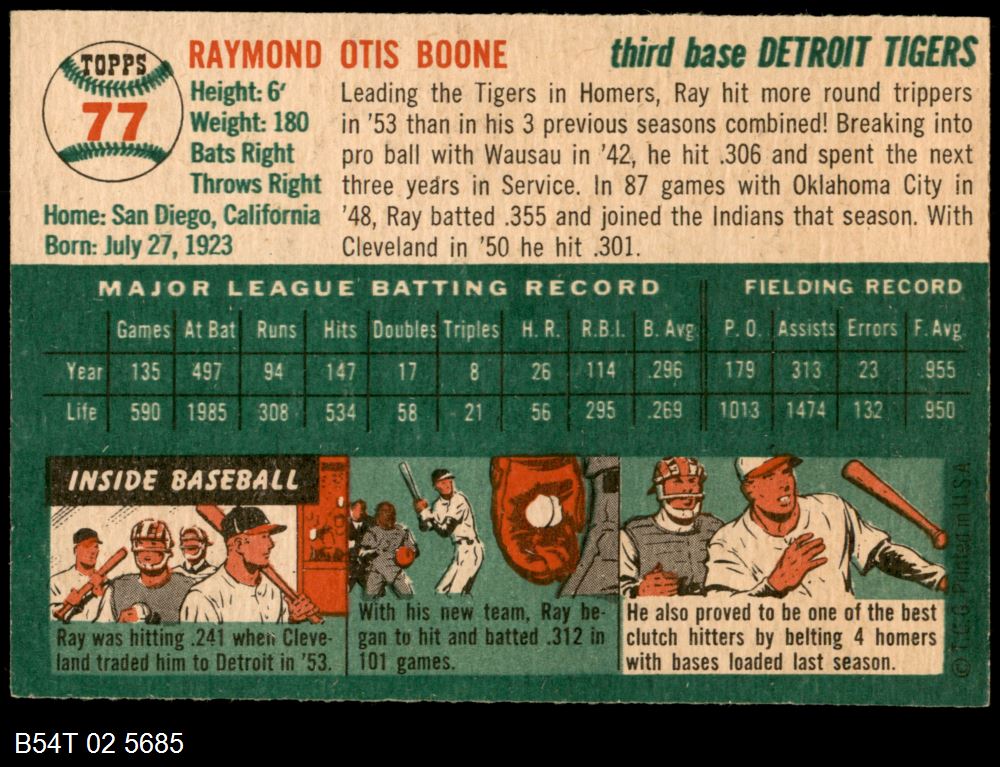 TOPPS
77
RAYMOND OTIS BOONE
third base DETROIT TIGERS
Height: 6'
Weight: 180
Bats Right
Throws Right
Home: San Diego, California
Born: July 27, 1923
Leading the Tigers in Homers, Ray hit more round trippers
in '53 than in his 3 previous seasons combined! Breaking into
pro ball with Wausau in '42, he hit .306 and spent the next
three years in Service. In 87 games with Oklahoma City in
'48, Ray batted .355 and joined the Indians that season. With
Cleveland in '50 he hit .301.
MAJOR LEAGUE BATTING RECORD FIELDING RECORD
Games At Bat Runs Hits Doubles Triples H. R. R.B.I. B. Avg. P. O. Assists Errors F. Avg.
Year 135 497 94 147 17 8 26 114 .296 179 313 23 .955
Life 590 1985 308 534 58 21 56 295 .269 1013 1474 132 .950
INSIDE BASEBALL
Ray was hitting .241 when Cleve-
land traded him to Detroit in '53.
With his new team, Ray be-
gan to hit and batted .312 in
101 games.
He also proved to be one of the best
clutch hitters by belting 4 homers
with bases loaded last season.
© T.C.G. Printed in U.S.A.
B54T 02 5685